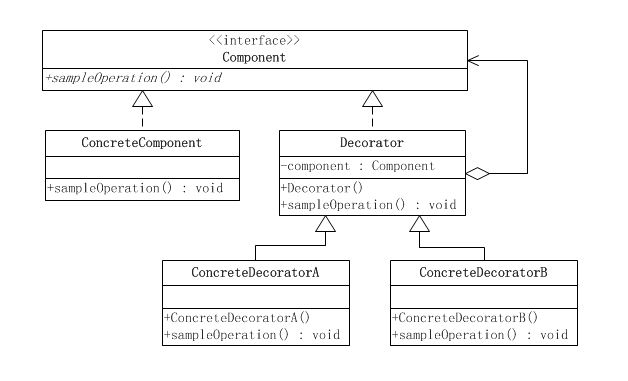 <<interface>>
Component
+sampleOperation() : void
ConcreteComponent
+sampleOperation() : void
Decorator
-component : Component
+Decorator()
+sampleOperation() : void
ConcreteDecoratorA
+ConcreteDecoratorA()
+sampleOperation() : void
ConcreteDecoratorB
+ConcreteDecoratorB()
+sampleOperation() : void